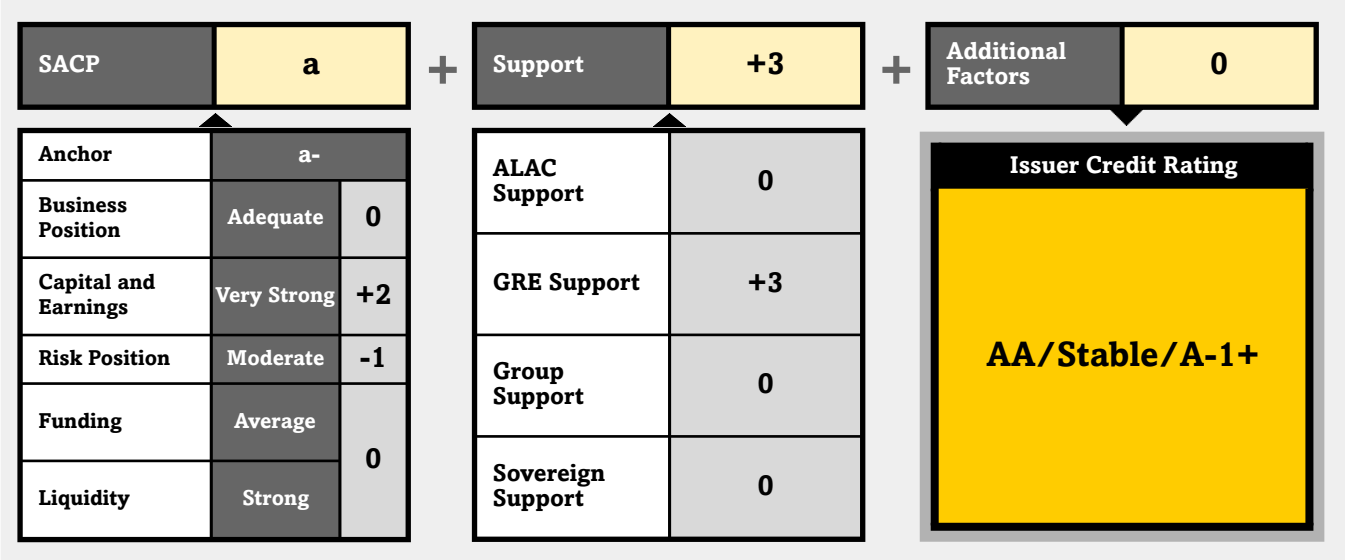 SACP
a
+
Support
+3
+
Additional
Factors
0
Anchor
a-
Business
Position
Adequate
0
Capital and
Earnings
Very Strong
+2
Risk Position
Moderate
-1
Funding
Average
0
Liquidity
Strong
ALAC
Support
0
GRE Support
+3
Group
Support
0
Sovereign
Support
0
Issuer Credit Rating
AA/Stable/A-1+